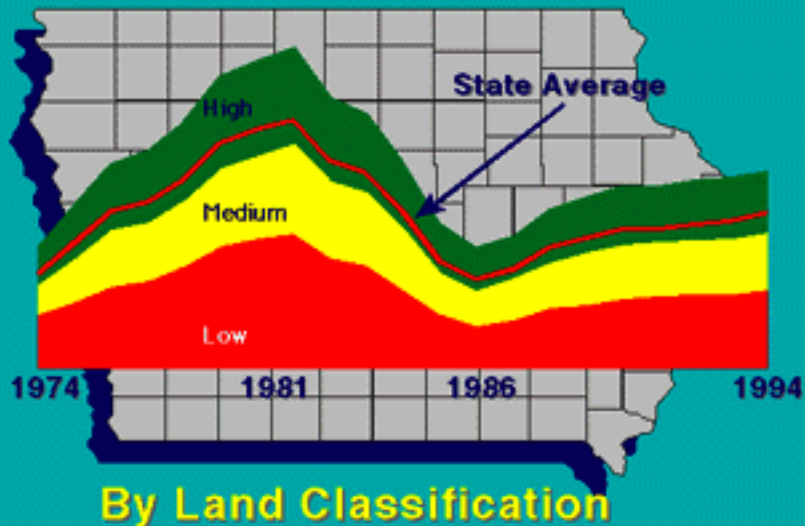 State Average
High
Medium
Low
1974 1981 1986 1994
By Land Classification